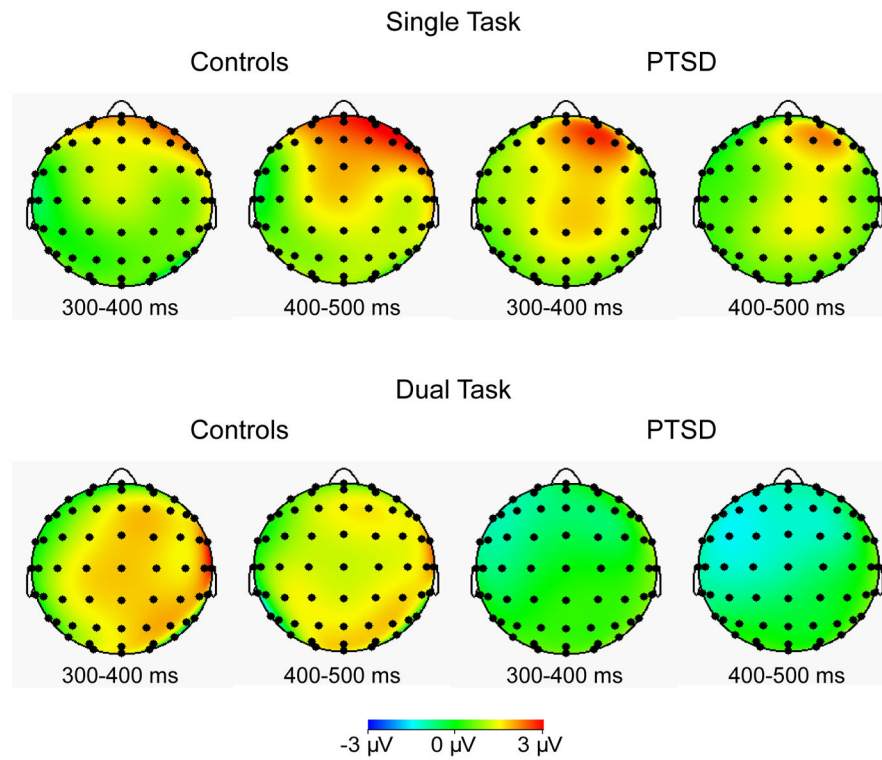 Single Task
Controls PTSD
300-400 ms 400-500 ms 300-400 ms 400-500 ms
Dual Task
Controls PTSD
300-400 ms 400-500 ms 300-400 ms 400-500 ms
-3 µV 0 µV 3 µV